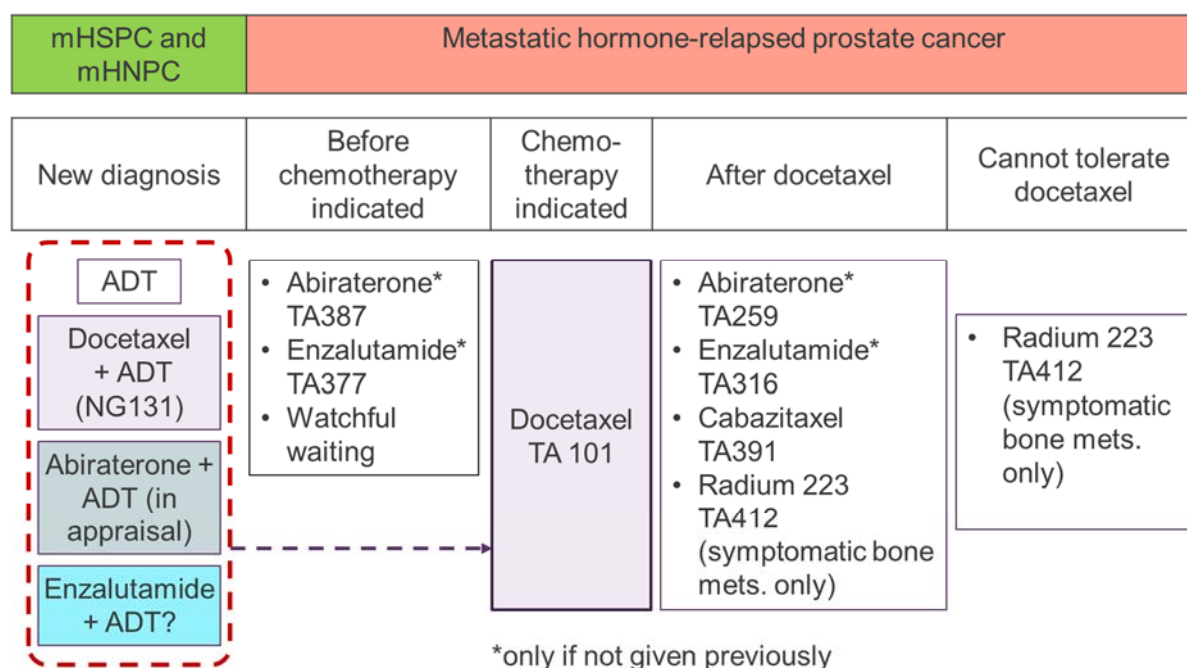 mHSPC and
mHNPC
Metastatic hormone-relapsed prostate cancer
New diagnosis
Before
chemotherapy
indicated
Chemo-
therapy
indicated
After docetaxel
Cannot tolerate
docetaxel
ADT
Docetaxel
+ ADT
(NG131)
Abiraterone +
ADT (in
appraisal)
Enzalutamide
+ ADT?
• Abiraterone*
TA387
• Enzalutamide*
TA377
• Watchful
waiting
Docetaxel
TA 101
• Abiraterone*
TA259
• Enzalutamide*
TA316
• Cabazitaxel
TA391
• Radium 223
TA412
(symptomatic bone
mets. only)
• Radium 223
TA412
(symptomatic
bone mets.
only)
*only if not given previously